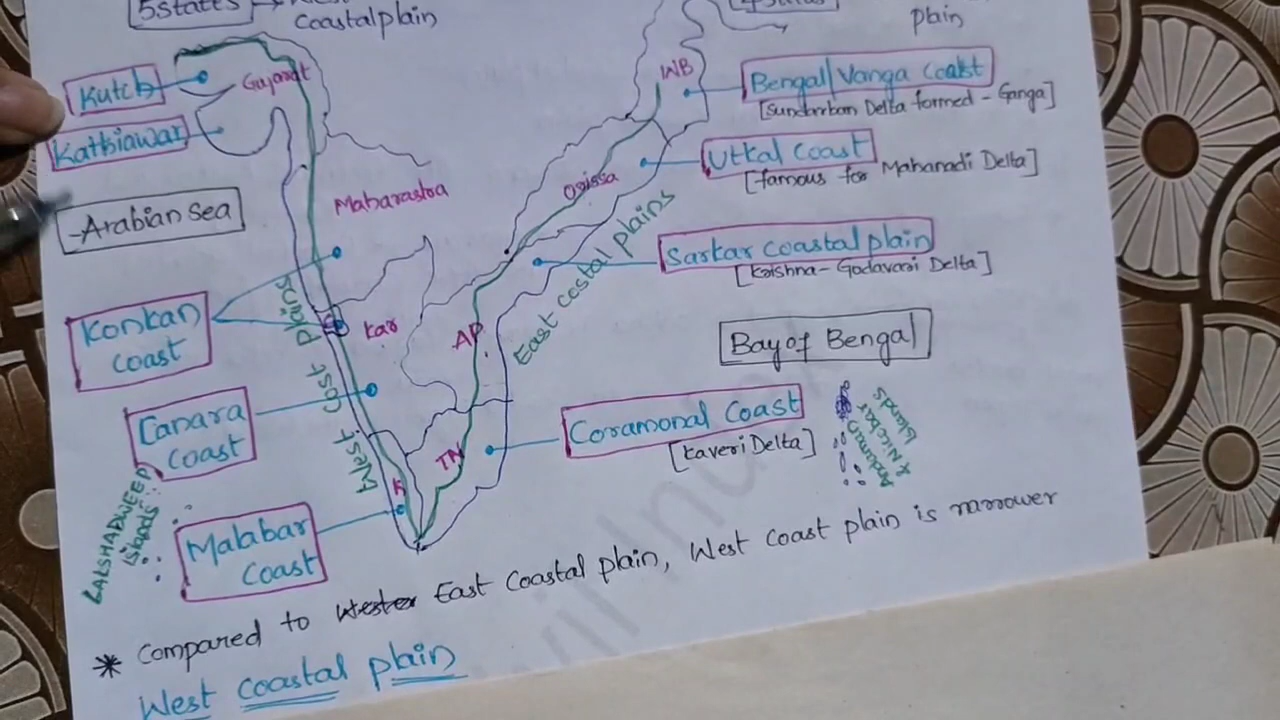 5 states
coastal plain
plain
Kutch
Gujarat
Kathiawar
-Arabian sea
Maharastra
WB
Bengal/Vanga Coast
[Sundarban Delta formed - Ganga]
Utkal Coast
[famous for Mahanadi Delta]
Orissa
Sarkar coastal plain
[Krishna-Godavari Delta]
East costal plains
Konkan
coast
Kar
AP
Bay of Bengal
West Cost Plains
Canara
coast
Coramonal Coast
[Kaveri Delta]
Andaman
& Nicobar
Islands
TN
K
LAKSHADWEEP
Islands
Malabar
coast
* Compared to East Coastal plain, West Coast plain is narrower
West coastal plain